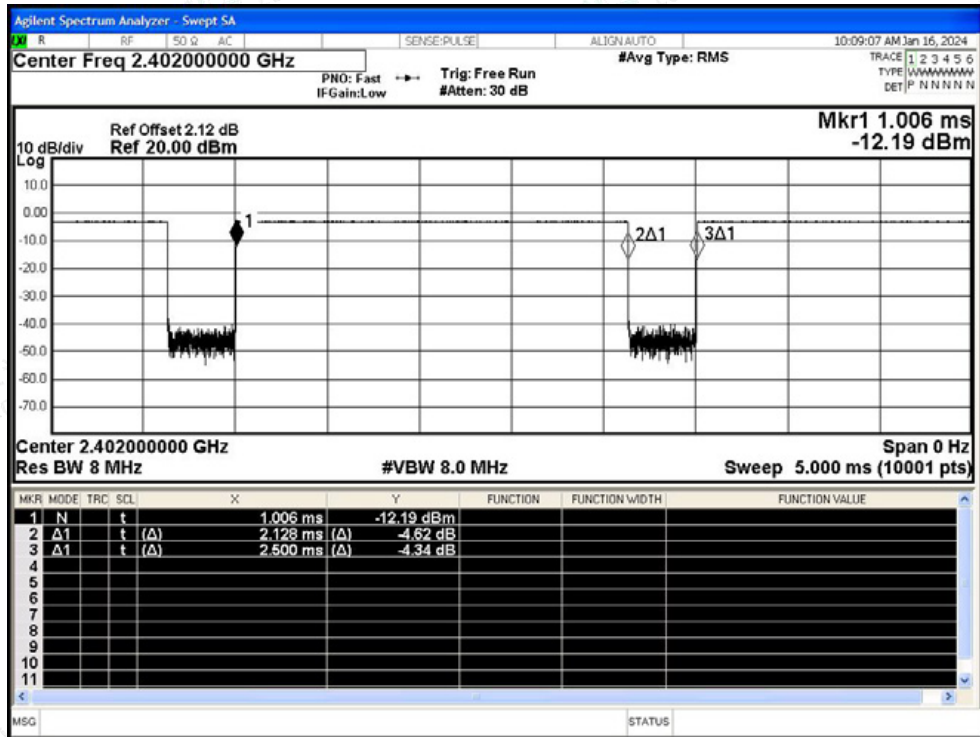 Agilent Spectrum Analyzer - Swept SA
R RF 50 Ω AC SENSE:PULSE ALIGN AUTO 10:09:07 AM Jan 16, 2024
Center Freq 2.402000000 GHz #Avg Type: RMS TRACE 1 2 3 4 5 6
PNO: Fast Trig: Free Run TYPE WWWWWW
IFGain:Low #Atten: 30 dB DET P N N N N N
Mkr1 1.006 ms
-12.19 dBm
Ref Offset 2.12 dB
10 dB/div Ref 20.00 dBm
Log
10.0
0.00
-10.0
-20.0
-30.0
-40.0
-50.0
-60.0
-70.0
1
2Δ1
3Δ1
Center 2.402000000 GHz Span 0 Hz
Res BW 8 MHz #VBW 8.0 MHz Sweep 5.000 ms (10001 pts)
MKR MODE TRC SCL X Y FUNCTION FUNCTION WIDTH FUNCTION VALUE
1 N t 1.006 ms -12.19 dBm
2 Δ1 t (Δ) 2.128 ms (Δ) -4.62 dB
3 Δ1 t (Δ) 2.500 ms (Δ) -4.34 dB
4
5
6
7
8
9
10
11
MSG STATUS